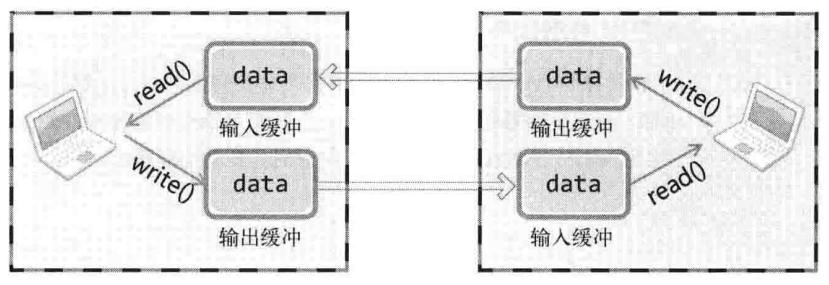 read()
data
输入缓冲
write()
data
输出缓冲
data
输出缓冲
write()
data
输入缓冲
read()